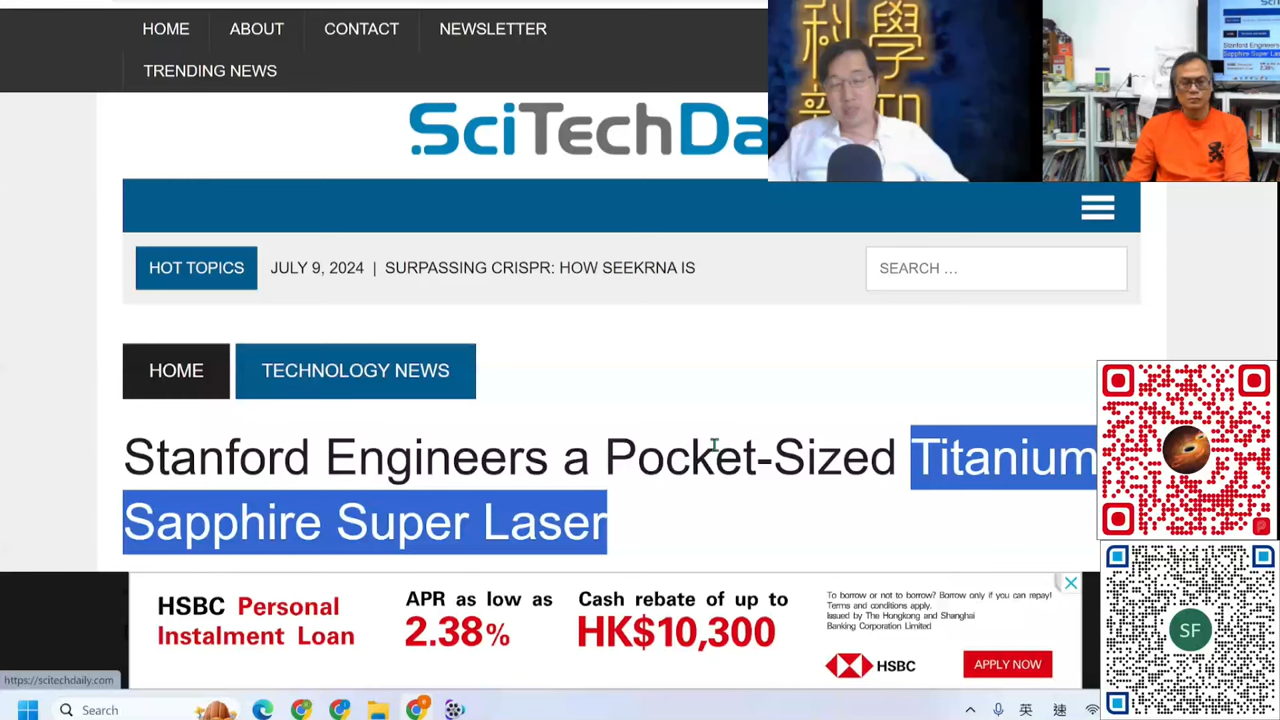 HOME ABOUT CONTACT NEWSLETTER
TRENDING NEWS
SciTechDa
科學
HOT TOPICS JULY 9, 2024 | SURPASSING CRISPR: HOW SEEKRNA IS SEARCH …
HOME TECHNOLOGY NEWS
Stanford Engineers a Pocket-Sized Titanium
Sapphire Super Laser
HSBC Personal
Instalment Loan
APR as low as
2.38%
Cash rebate of up to
HK$10,300
To borrow or not to borrow? Borrow only if you can repay!
Terms and conditions apply.
Issued by The Hongkong and Shanghai
Banking Corporation Limited
HSBC
APPLY NOW
SF
https://scitechdaily.com
Search
英 速